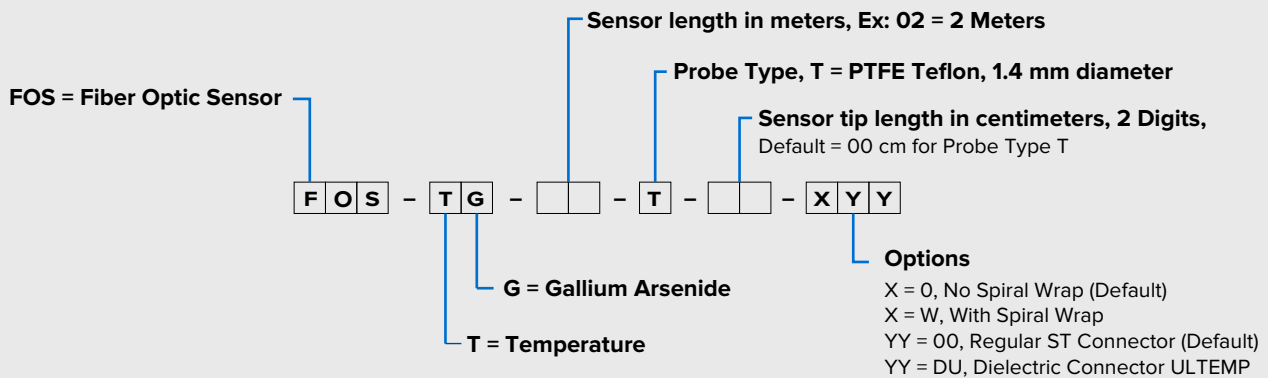 Sensor length in meters, Ex: 02 = 2 Meters
Probe Type, T = PTFE Teflon, 1.4 mm diameter
FOS = Fiber Optic Sensor
Sensor tip length in centimeters, 2 Digits,
Default = 00 cm for Probe Type T
F O S – T G – – T – – X Y Y
Options
G = Gallium Arsenide
X = 0, No Spiral Wrap (Default)
X = W, With Spiral Wrap
T = Temperature
YY = 00, Regular ST Connector (Default)
YY = DU, Dielectric Connector ULTEMP